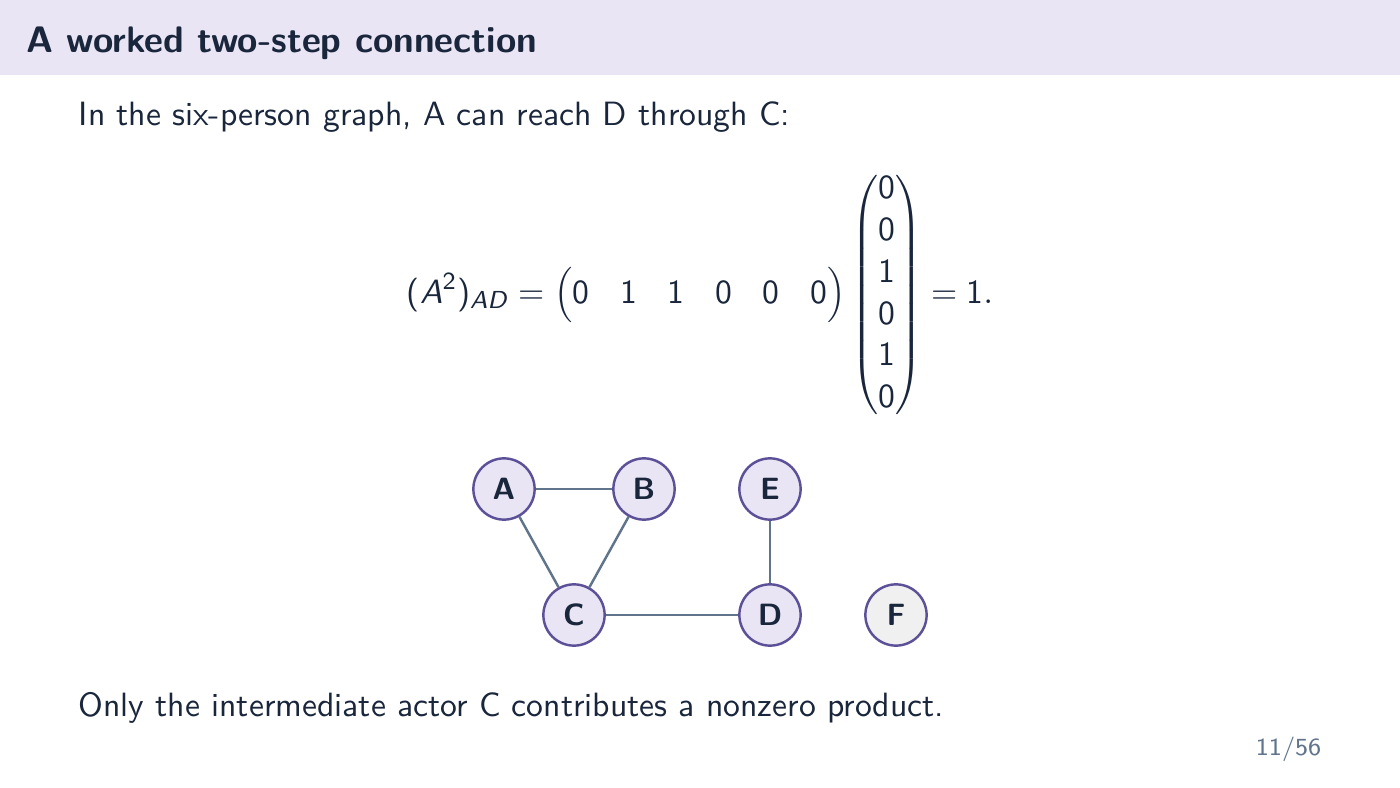 A worked two-step connection
In the six-person graph, A can reach D through C:
(A²)_AD = (0 1 1 0 0 0) (0 0 1 0 1 0) = 1.
A B E
C D F
Only the intermediate actor C contributes a nonzero product.
11/56